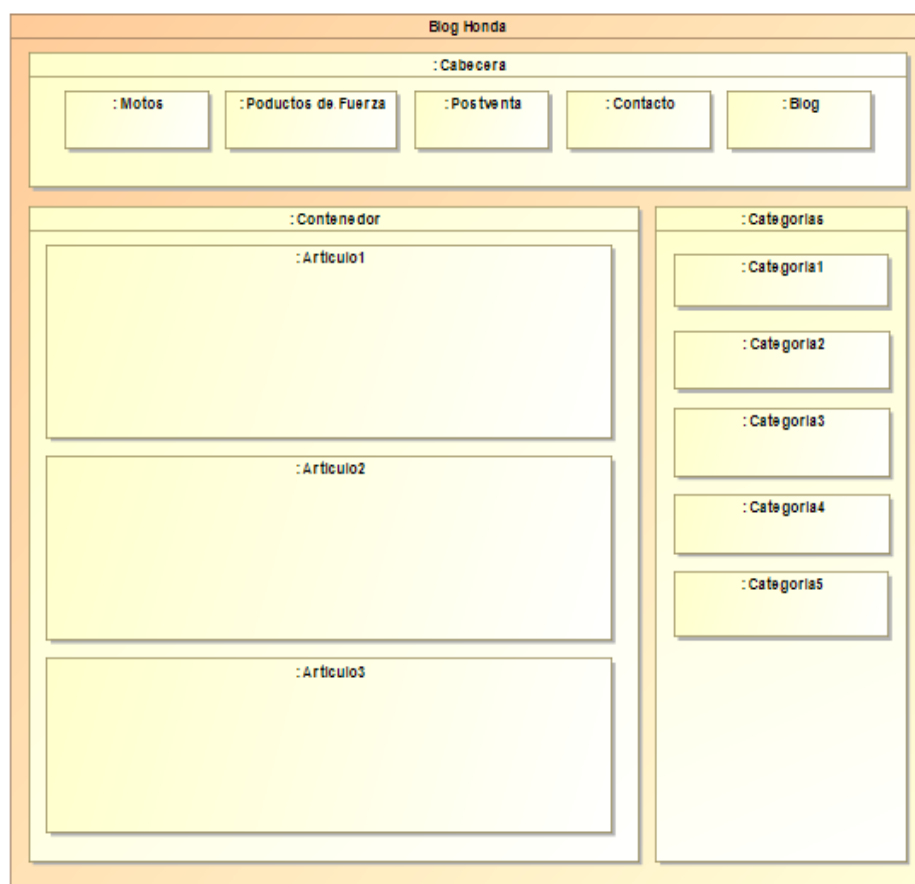 Blog Honda
: Cabecera
: Motos
: Poductos de Fuerza
: Postventa
: Contacto
: Blog
: Contenedor
: Articulo1
: Articulo2
: Articulo3
: Categorias
: Categoria1
: Categoria2
: Categoria3
: Categoria4
: Categoria5